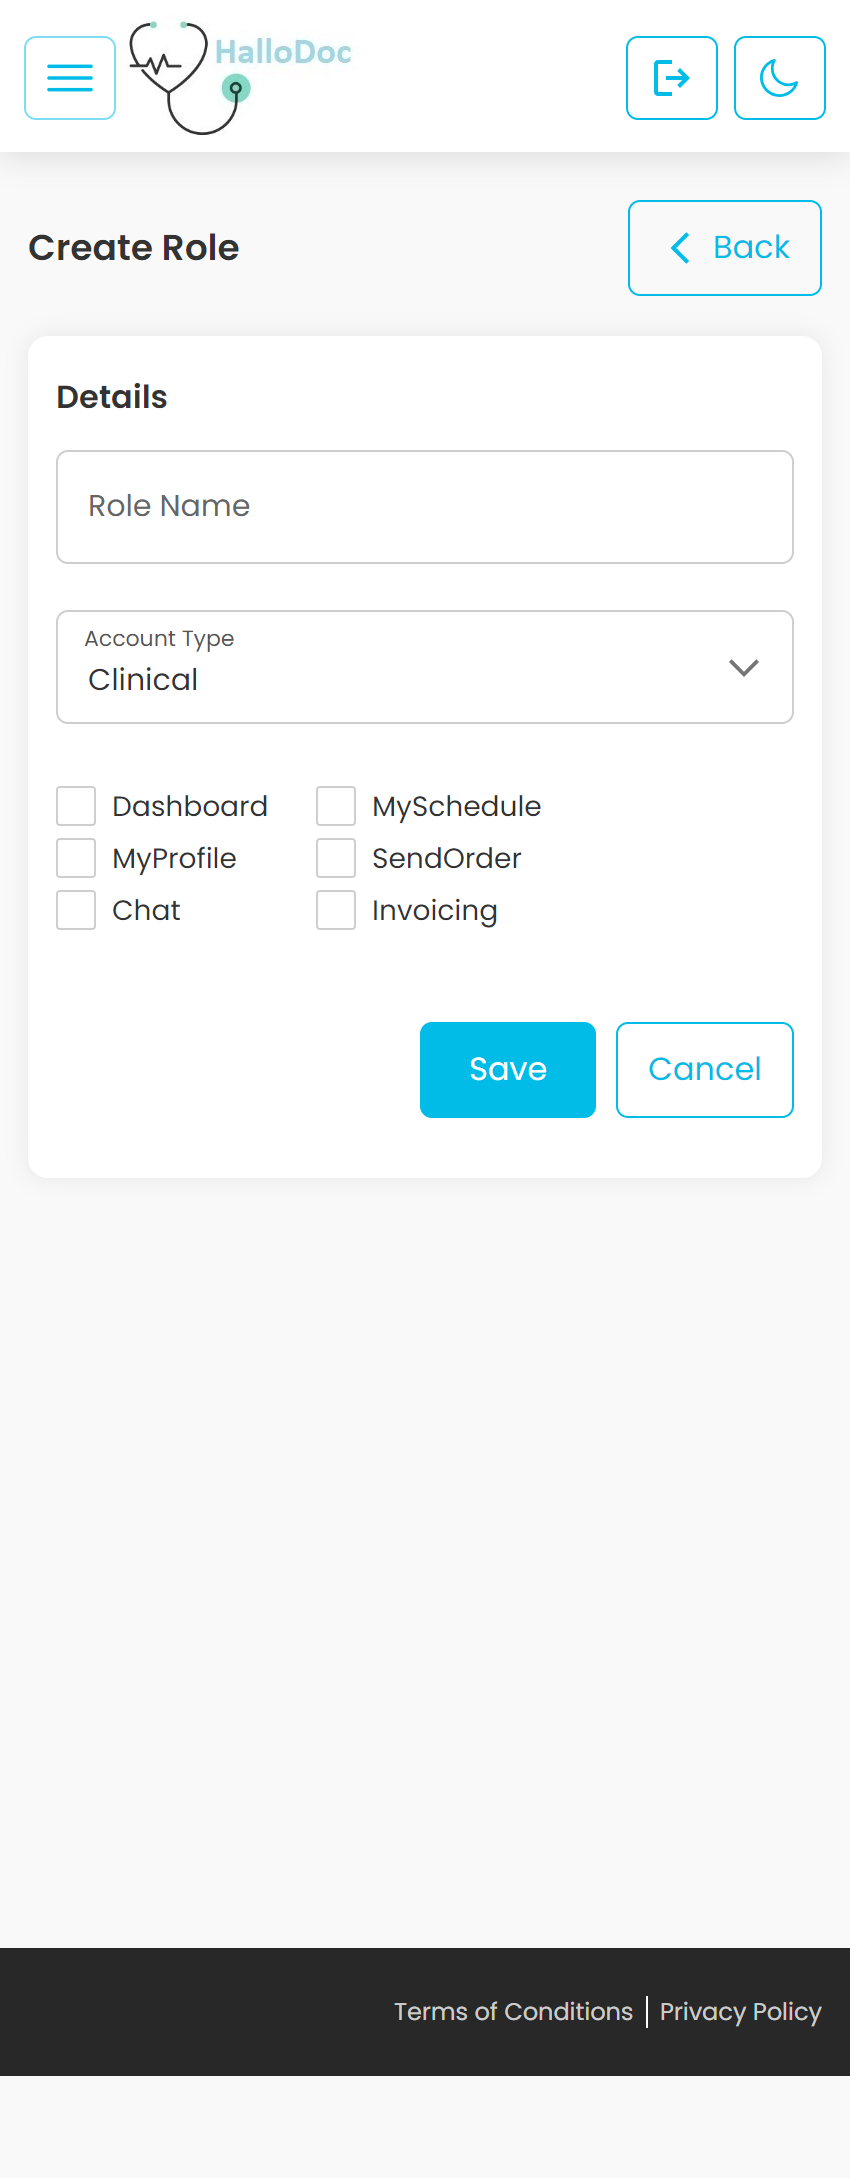 HalloDoc
Create Role
Back
Details
Role Name
Account Type
Clinical
Dashboard MySchedule
MyProfile SendOrder
Chat Invoicing
Save Cancel
Terms of Conditions | Privacy Policy